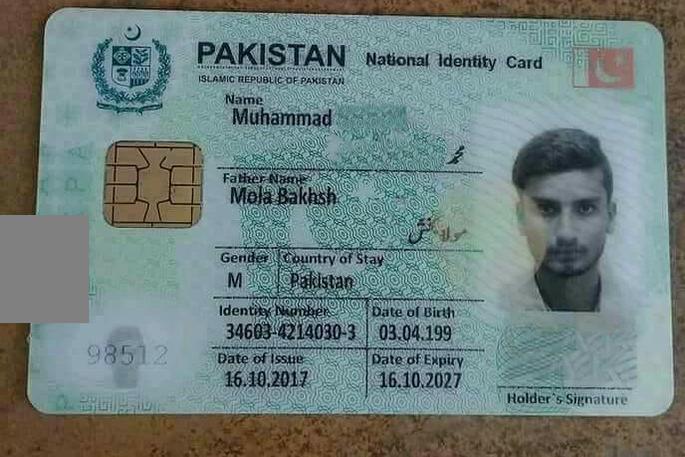 PAKISTAN National Identity Card
ISLAMIC REPUBLIC OF PAKISTAN
Name
Muhammad
محمد
Father Name
Mola Bakhsh
مولا بخش
Gender Country of Stay
M Pakistan
Identity Number Date of Birth
34603-4214030-3 03.04.199
Date of Issue Date of Expiry
98512
16.10.2017 16.10.2027
Holder's Signature